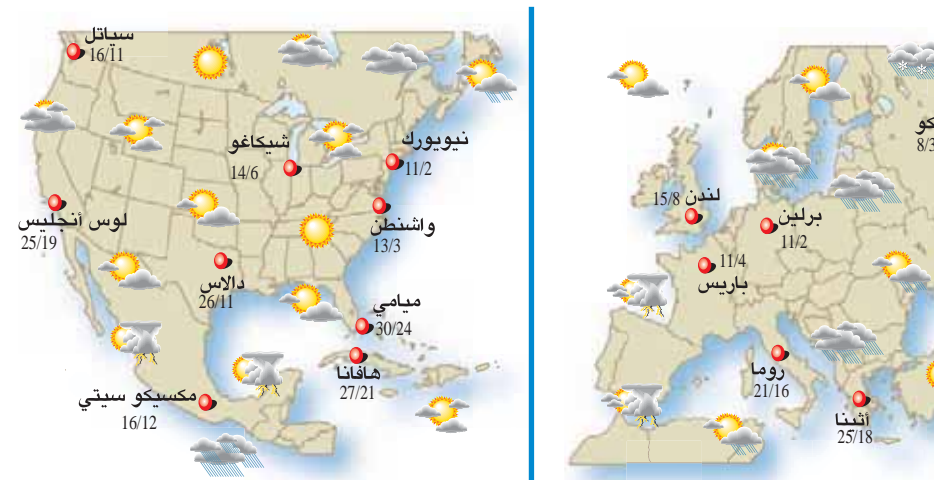 سياتل
16/11
شيكاغو
14/6
نيويورك
11/2
لوس أنجليس
25/19
واشنطن
13/3
دالاس
26/11
ميامي
30/24
هافانا
27/21
مكسيكو سيتي
16/12
كو
8/3
لندن
15/8
برلين
11/2
11/4
باريس
روما
21/16
أثينا
25/18